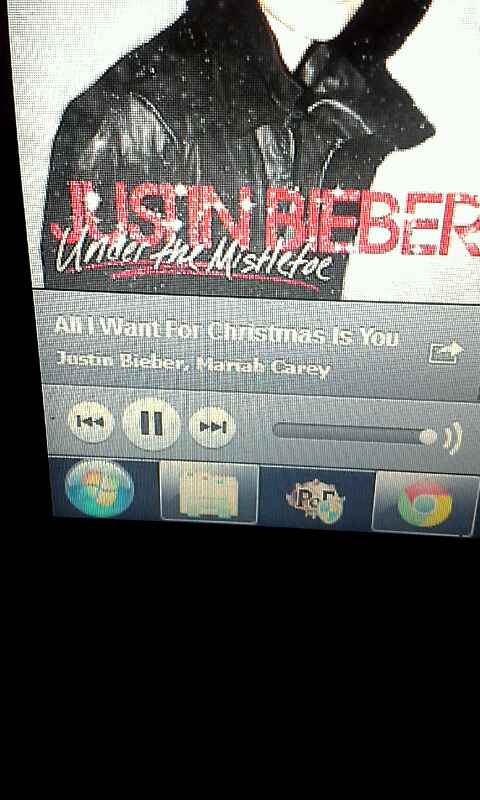 JUSTIN BIEBER
Under the Mistletoe
All I Want For Christmas Is You
Justin Bieber, Mariah Carey